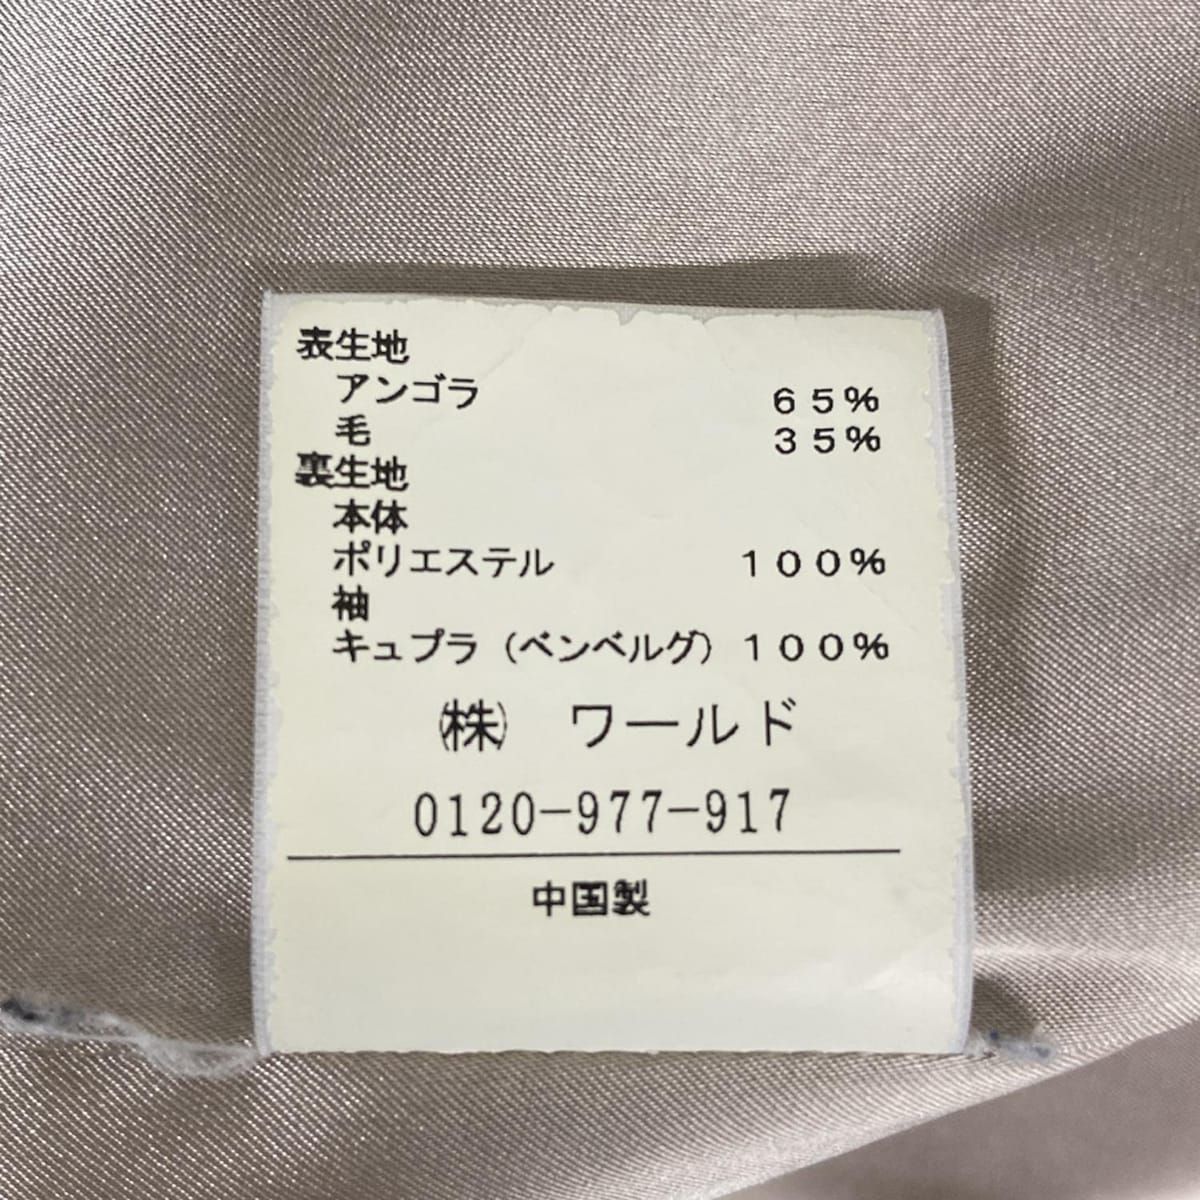 表生地
アンゴラ 65%
毛 35%
裏生地
本体
ポリエステル 100%
袖
キュプラ（ベンベルグ）100%
㈱ ワールド
0120-977-917
中国製